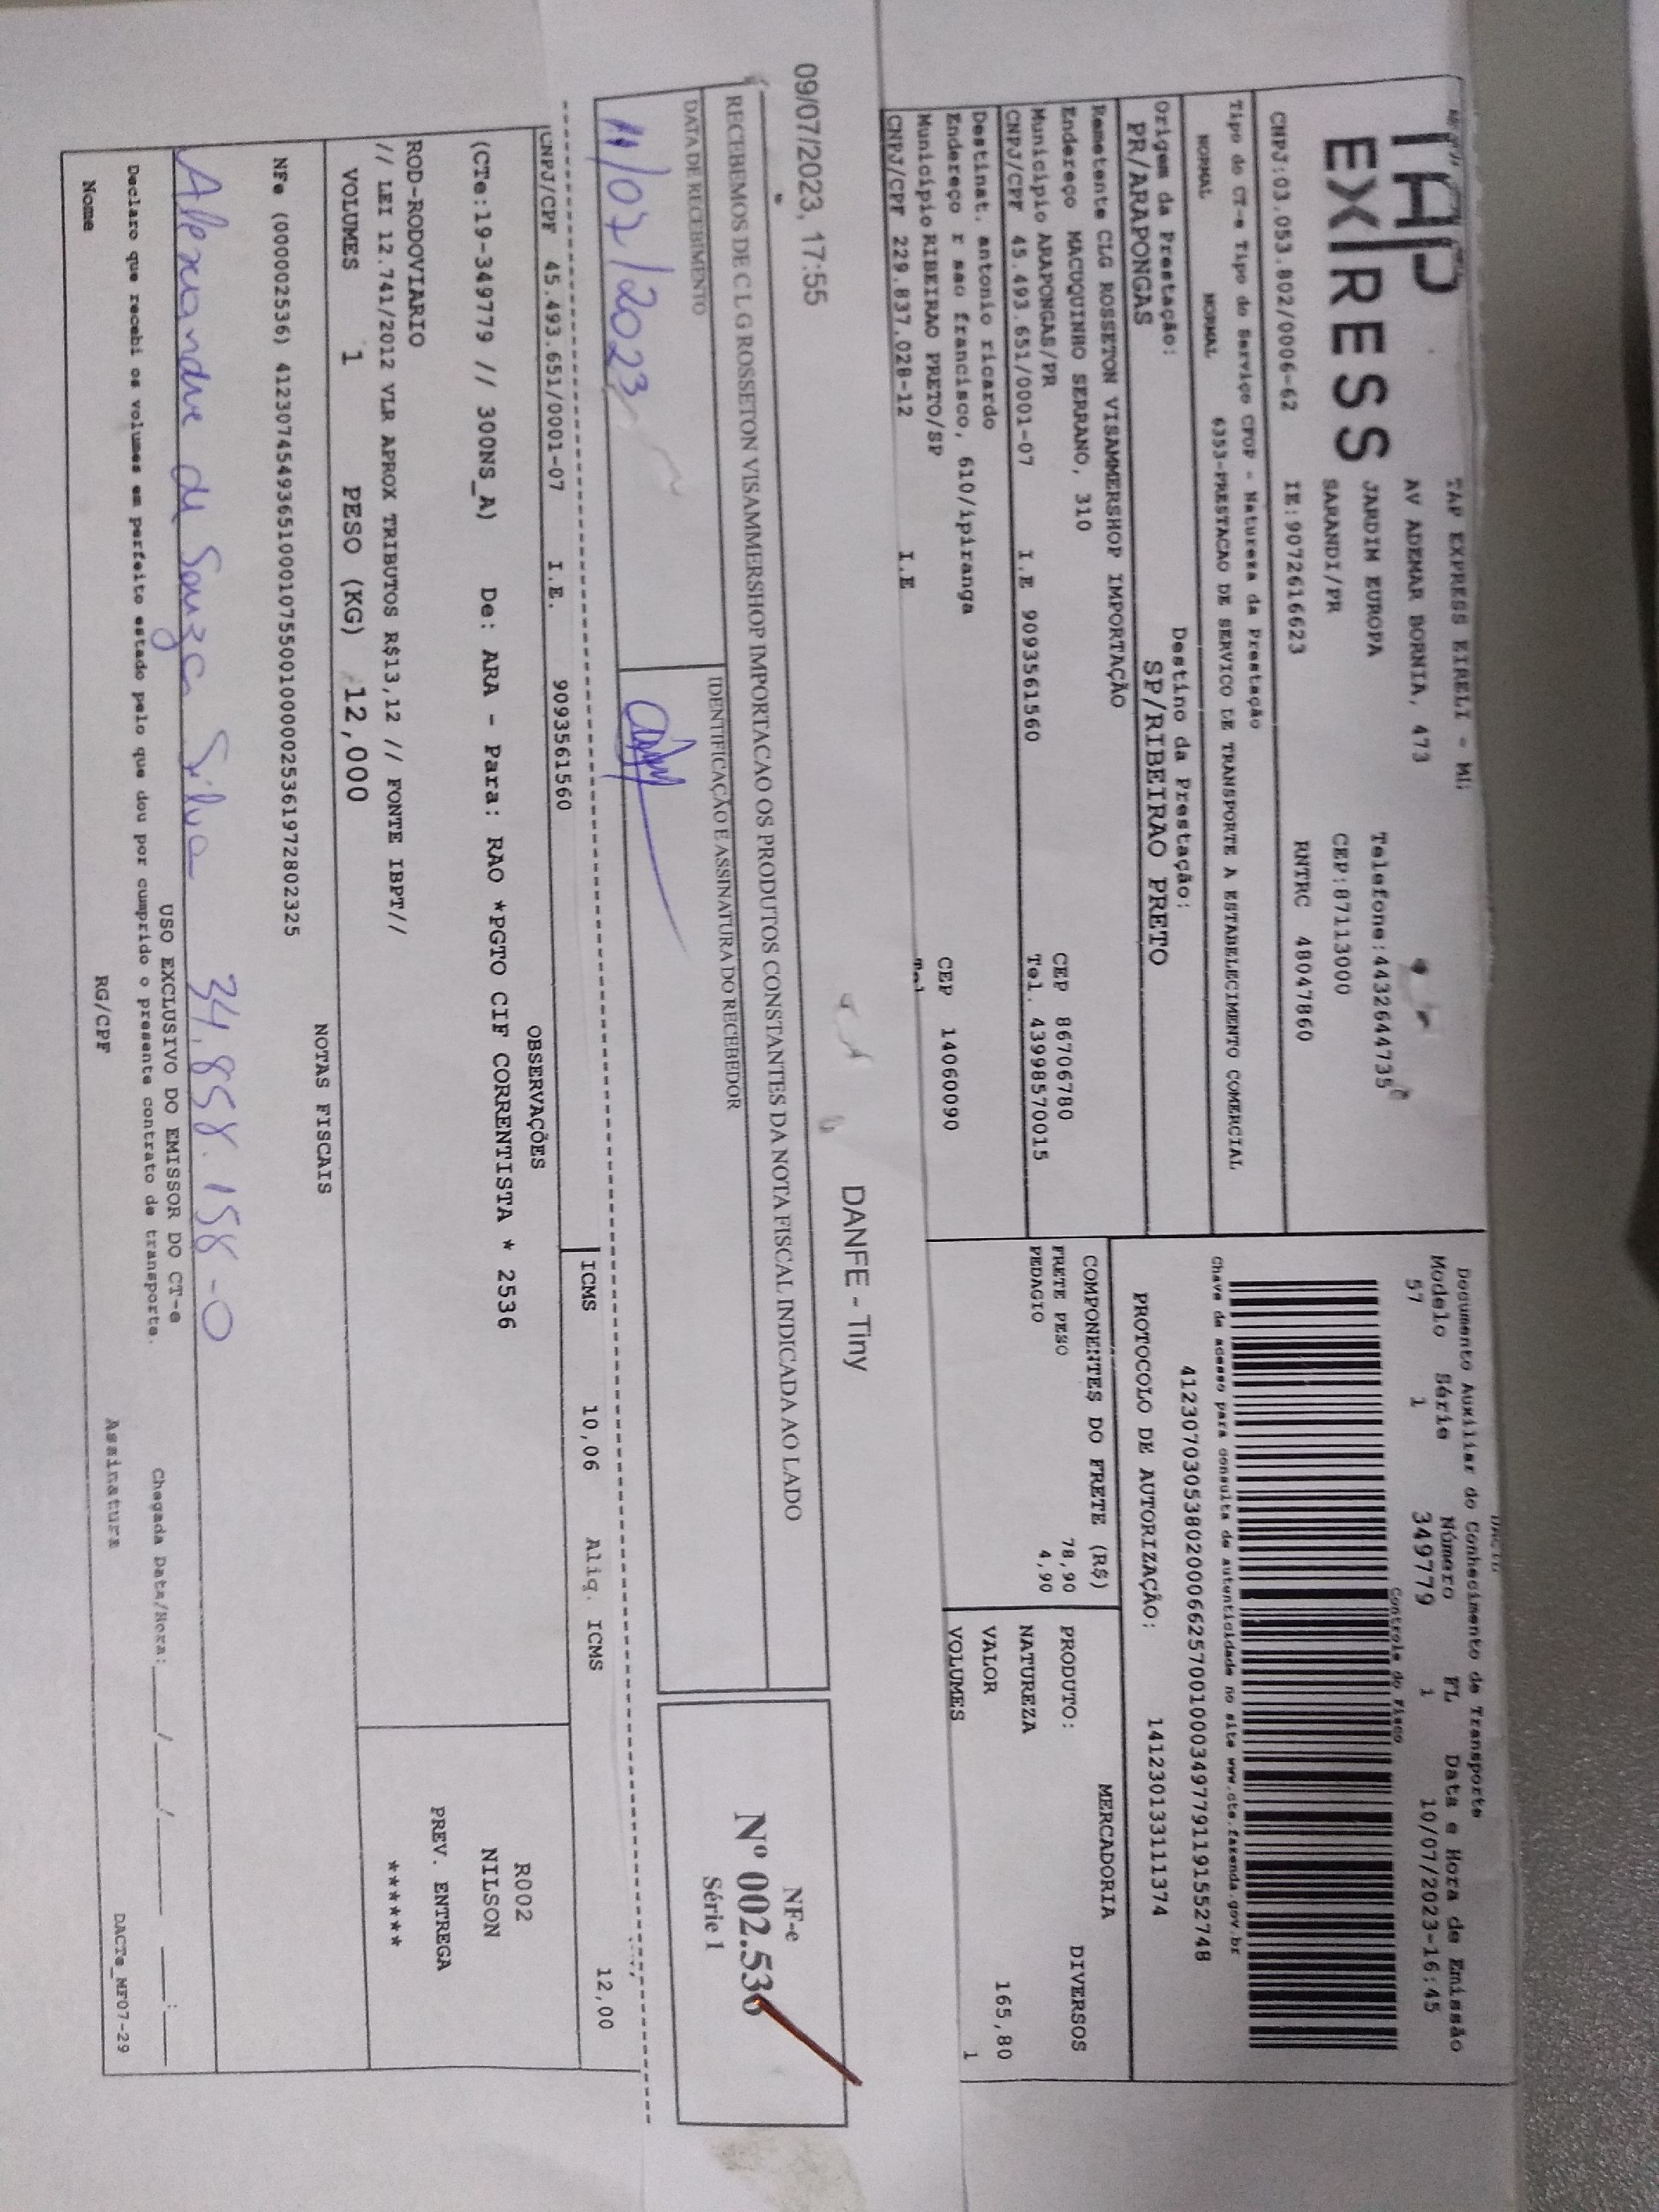 TAP
EXPRESS
TAP EXPRESS EIRELI - ME
AV ADEMAR BORNIA, 473
JARDIM EUROPA
Telefone:4432644735
SARANDI/PR
CEP:87113000
CNPJ:03.053.802/0006-62 IE:9072616623 RNTRC 48047860
Documento Auxiliar do Conhecimento de Transporte
Modelo Série Número FL Data e Hora de Emissão
57 1 349779 1 10/07/2023-16:45
Controle do Fisco
Chave de acesso para consulta de autenticidade no site www.cte.fazenda.gov.br
41230703053802000662570010003497791191552748
PROTOCOLO DE AUTORIZAÇÃO: 141230133111374
Tipo do CT-e Tipo do Serviço CFOP - Natureza da Prestação
NORMAL NORMAL 6353-PRESTACAO DE SERVICO DE TRANSPORTE A ESTABELECIMENTO COMERCIAL
Origem da Prestação: Destino da Prestação:
PR/ARAPONGAS SP/RIBEIRAO PRETO
Remetente CLG ROSSETON VISAMMERSHOP IMPORTAÇÃO
Endereço MACUQUINHO SERRANO, 310 CEP 86706780
Município ARAPONGAS/PR Tel. 43998570015
CNPJ/CPF 45.493.651/0001-07 I.E 9093561560
Destinat. antonio ricardo
Endereço r sao francisco, 610/ipiranga CEP 14060090
Município RIBEIRAO PRETO/SP
CNPJ/CPF 229.837.028-12 I.E
COMPONENTES DO FRETE (R$)
FRETE PESO 78,90
PEDAGIO 4,90
MERCADORIA
PRODUTO: DIVERSOS
NATUREZA
VALOR 165,80
VOLUMES 1
09/07/2023, 17:55 DANFE - Tiny
RECEBEMOS DE C L G ROSSETON VISAMMERSHOP IMPORTACAO OS PRODUTOS CONSTANTES DA NOTA FISCAL INDICADA AO LADO
DATA DE RECEBIMENTO IDENTIFICAÇÃO E ASSINATURA DO RECEBEDOR
11/07/2023
NF-e
Nº 002.536
Série 1
CNPJ/CPF 45.493.651/0001-07 I.E. 9093561560 ICMS 10,06 Aliq. ICMS 12,00
OBSERVAÇÕES
(CTe:19-349779 // 300NS_A) De: ARA - Para: RAO *PGTO CIF CORRENTISTA * 2536
R002
NILSON
ROD-RODOVIARIO
// LEI 12.741/2012 VLR APROX TRIBUTOS R$13,12 // FONTE IBPT//
PREV. ENTREGA
*******
VOLUMES 1 PESO (KG) 12,000
NOTAS FISCAIS
NFe (000002536) 41230745493651000107550010000025361972802325
Alexandre de Souza Silva 34.858.158-0
USO EXCLUSIVO DO EMISSOR DO CT-e
Declaro que recebi os volumes em perfeito estado pelo que dou por cumprido o presente contrato de transporte.
Chegada Data/Hora:____/____/______ ____:____
Nome RG/CPF Assinatura
DACTe_MF07-29